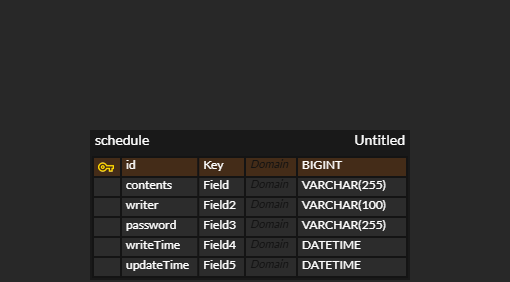 schedule Untitled
id Key Domain BIGINT
contents Field Domain VARCHAR(255)
writer Field2 Domain VARCHAR(100)
password Field3 Domain VARCHAR(255)
writeTime Field4 Domain DATETIME
updateTime Field5 Domain DATETIME